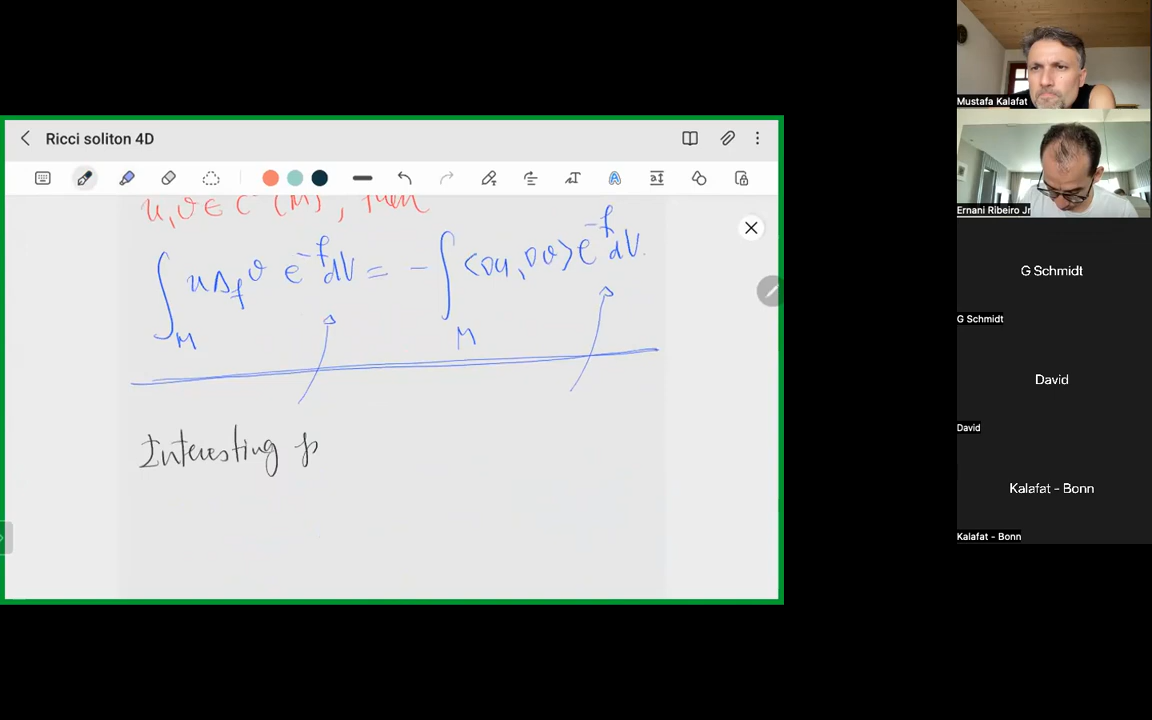 Ricci soliton 4D
u, v ∈ C (M), then
∫_M u Δ_f v e^{-f} dV = - ∫_M <∇u, ∇v> e^{-f} dV.
Interesting p
Mustafa Kalafat
Ernani Ribeiro Jr
G Schmidt
G Schmidt
David
David
Kalafat - Bonn
Kalafat - Bonn